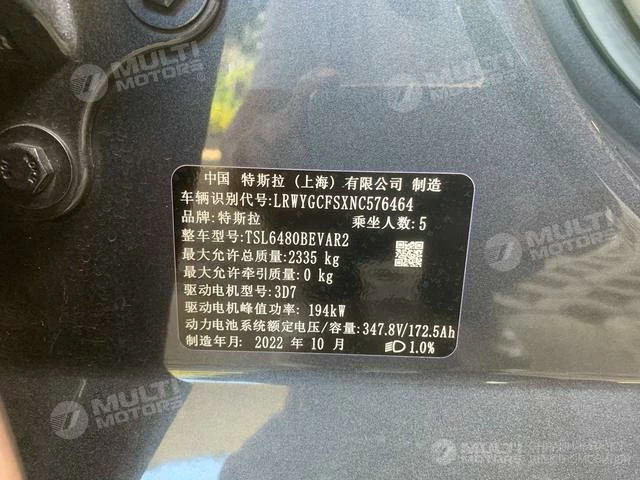 MULTI
MOTORS
MULTI
MOTORS
中国 特斯拉 (上海) 有限公司 制造
车辆识别代号:LRWYGCFSXNC576464
品牌:特斯拉 乘坐人数:5
整车型号:TSL6480BEVAR2
最大允许总质量:2335 kg
最大允许牵引质量:0 kg
驱动电机型号:3D7
驱动电机峰值功率: 194kW
动力电池系统额定电压/容量:347.8V/172.5Ah
制造年月: 2022 年 10 月 1.0%
MULTI
MOTORS
MULTI
MOTORS